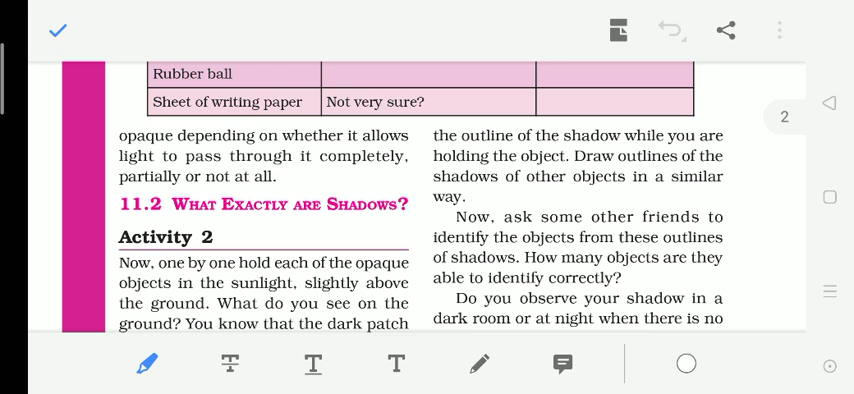 2
Rubber ball
Sheet of writing paper Not very sure?
opaque depending on whether it allows
light to pass through it completely,
partially or not at all.
11.2 WHAT EXACTLY ARE SHADOWS?
Activity 2
Now, one by one hold each of the opaque
objects in the sunlight, slightly above
the ground. What do you see on the
ground? You know that the dark patch
the outline of the shadow while you are
holding the object. Draw outlines of the
shadows of other objects in a similar
way.
Now, ask some other friends to
identify the objects from these outlines
of shadows. How many objects are they
able to identify correctly?
Do you observe your shadow in a
dark room or at night when there is no